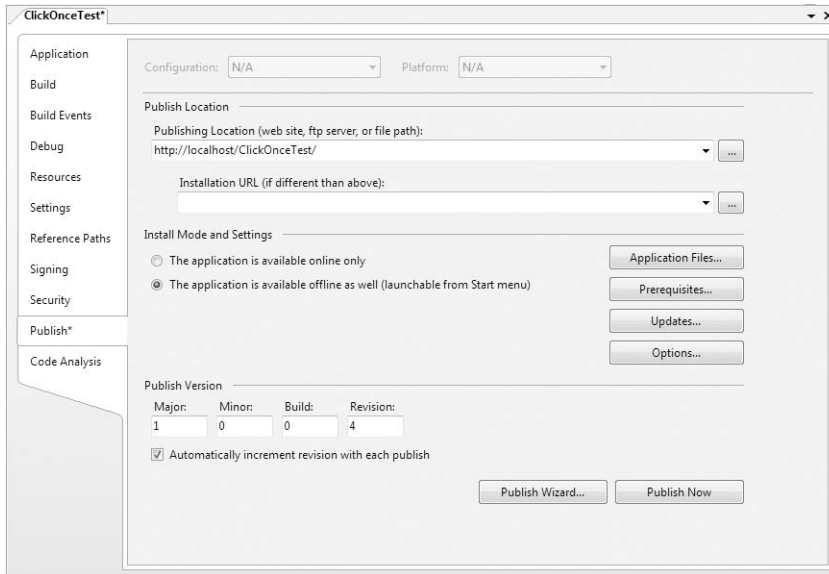 ClickOnceTest*
Application
Build
Build Events
Debug
Resources
Settings
Reference Paths
Signing
Security
Publish*
Code Analysis
Configuration: N/A Platform: N/A
Publish Location
Publishing Location (web site, ftp server, or file path):
http://localhost/ClickOnceTest/
...
Installation URL (if different than above):
...
Install Mode and Settings
The application is available online only
The application is available offline as well (launchable from Start menu)
Application Files...
Prerequisites...
Updates...
Options...
Publish Version
Major: Minor: Build: Revision:
1 0 0 4
Automatically increment revision with each publish
Publish Wizard... Publish Now